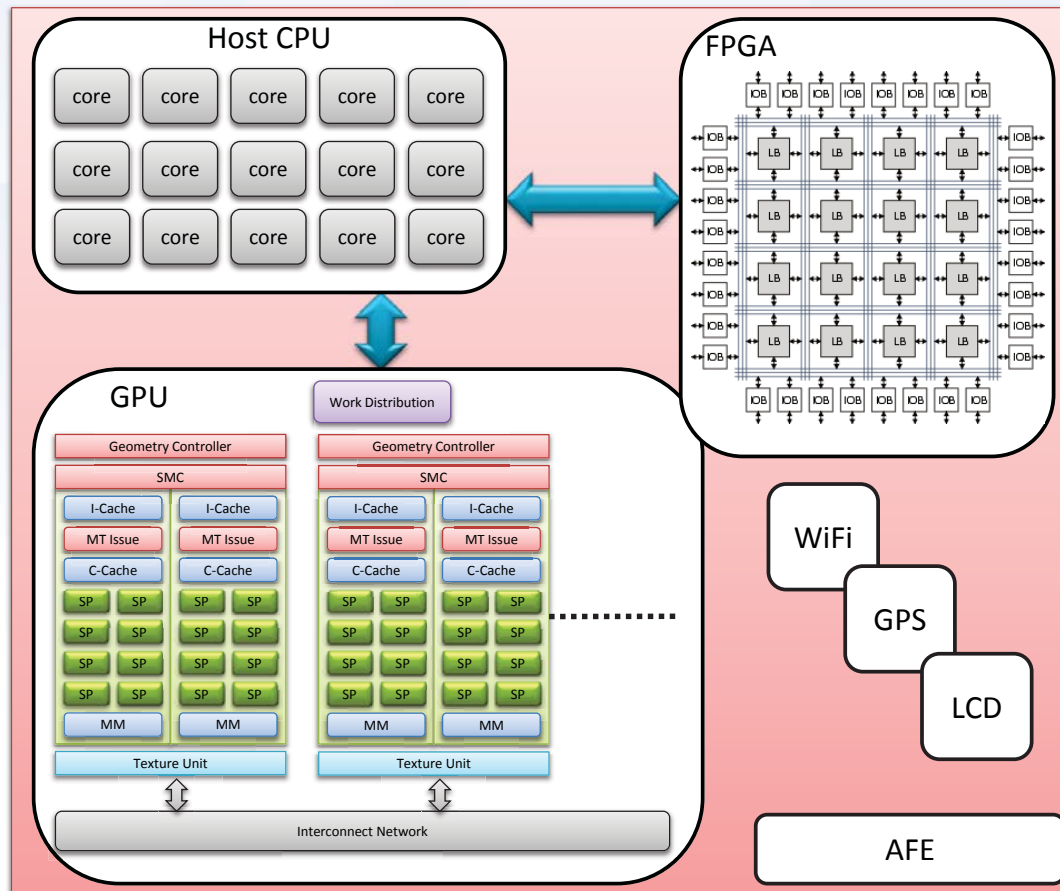 Host CPU
core core core core core
core core core core core
core core core core core
FPGA
IOB IOB IOB IOB IOB IOB IOB IOB
IOB IOB
LB LB LB LB
IOB IOB
IOB IOB
LB LB LB LB
IOB IOB
IOB IOB
LB LB LB LB
IOB IOB
IOB IOB
LB LB LB LB
IOB IOB
IOB IOB IOB IOB IOB IOB IOB IOB
GPU
Work Distribution
Geometry Controller Geometry Controller
SMC SMC
I-Cache I-Cache I-Cache I-Cache
MT Issue MT Issue MT Issue MT Issue
C-Cache C-Cache C-Cache C-Cache
SP SP SP SP SP SP SP SP
SP SP SP SP SP SP SP SP
SP SP SP SP SP SP SP SP
SP SP SP SP SP SP SP SP
MM MM MM MM
Texture Unit Texture Unit
Interconnect Network
WiFi
GPS
LCD
AFE